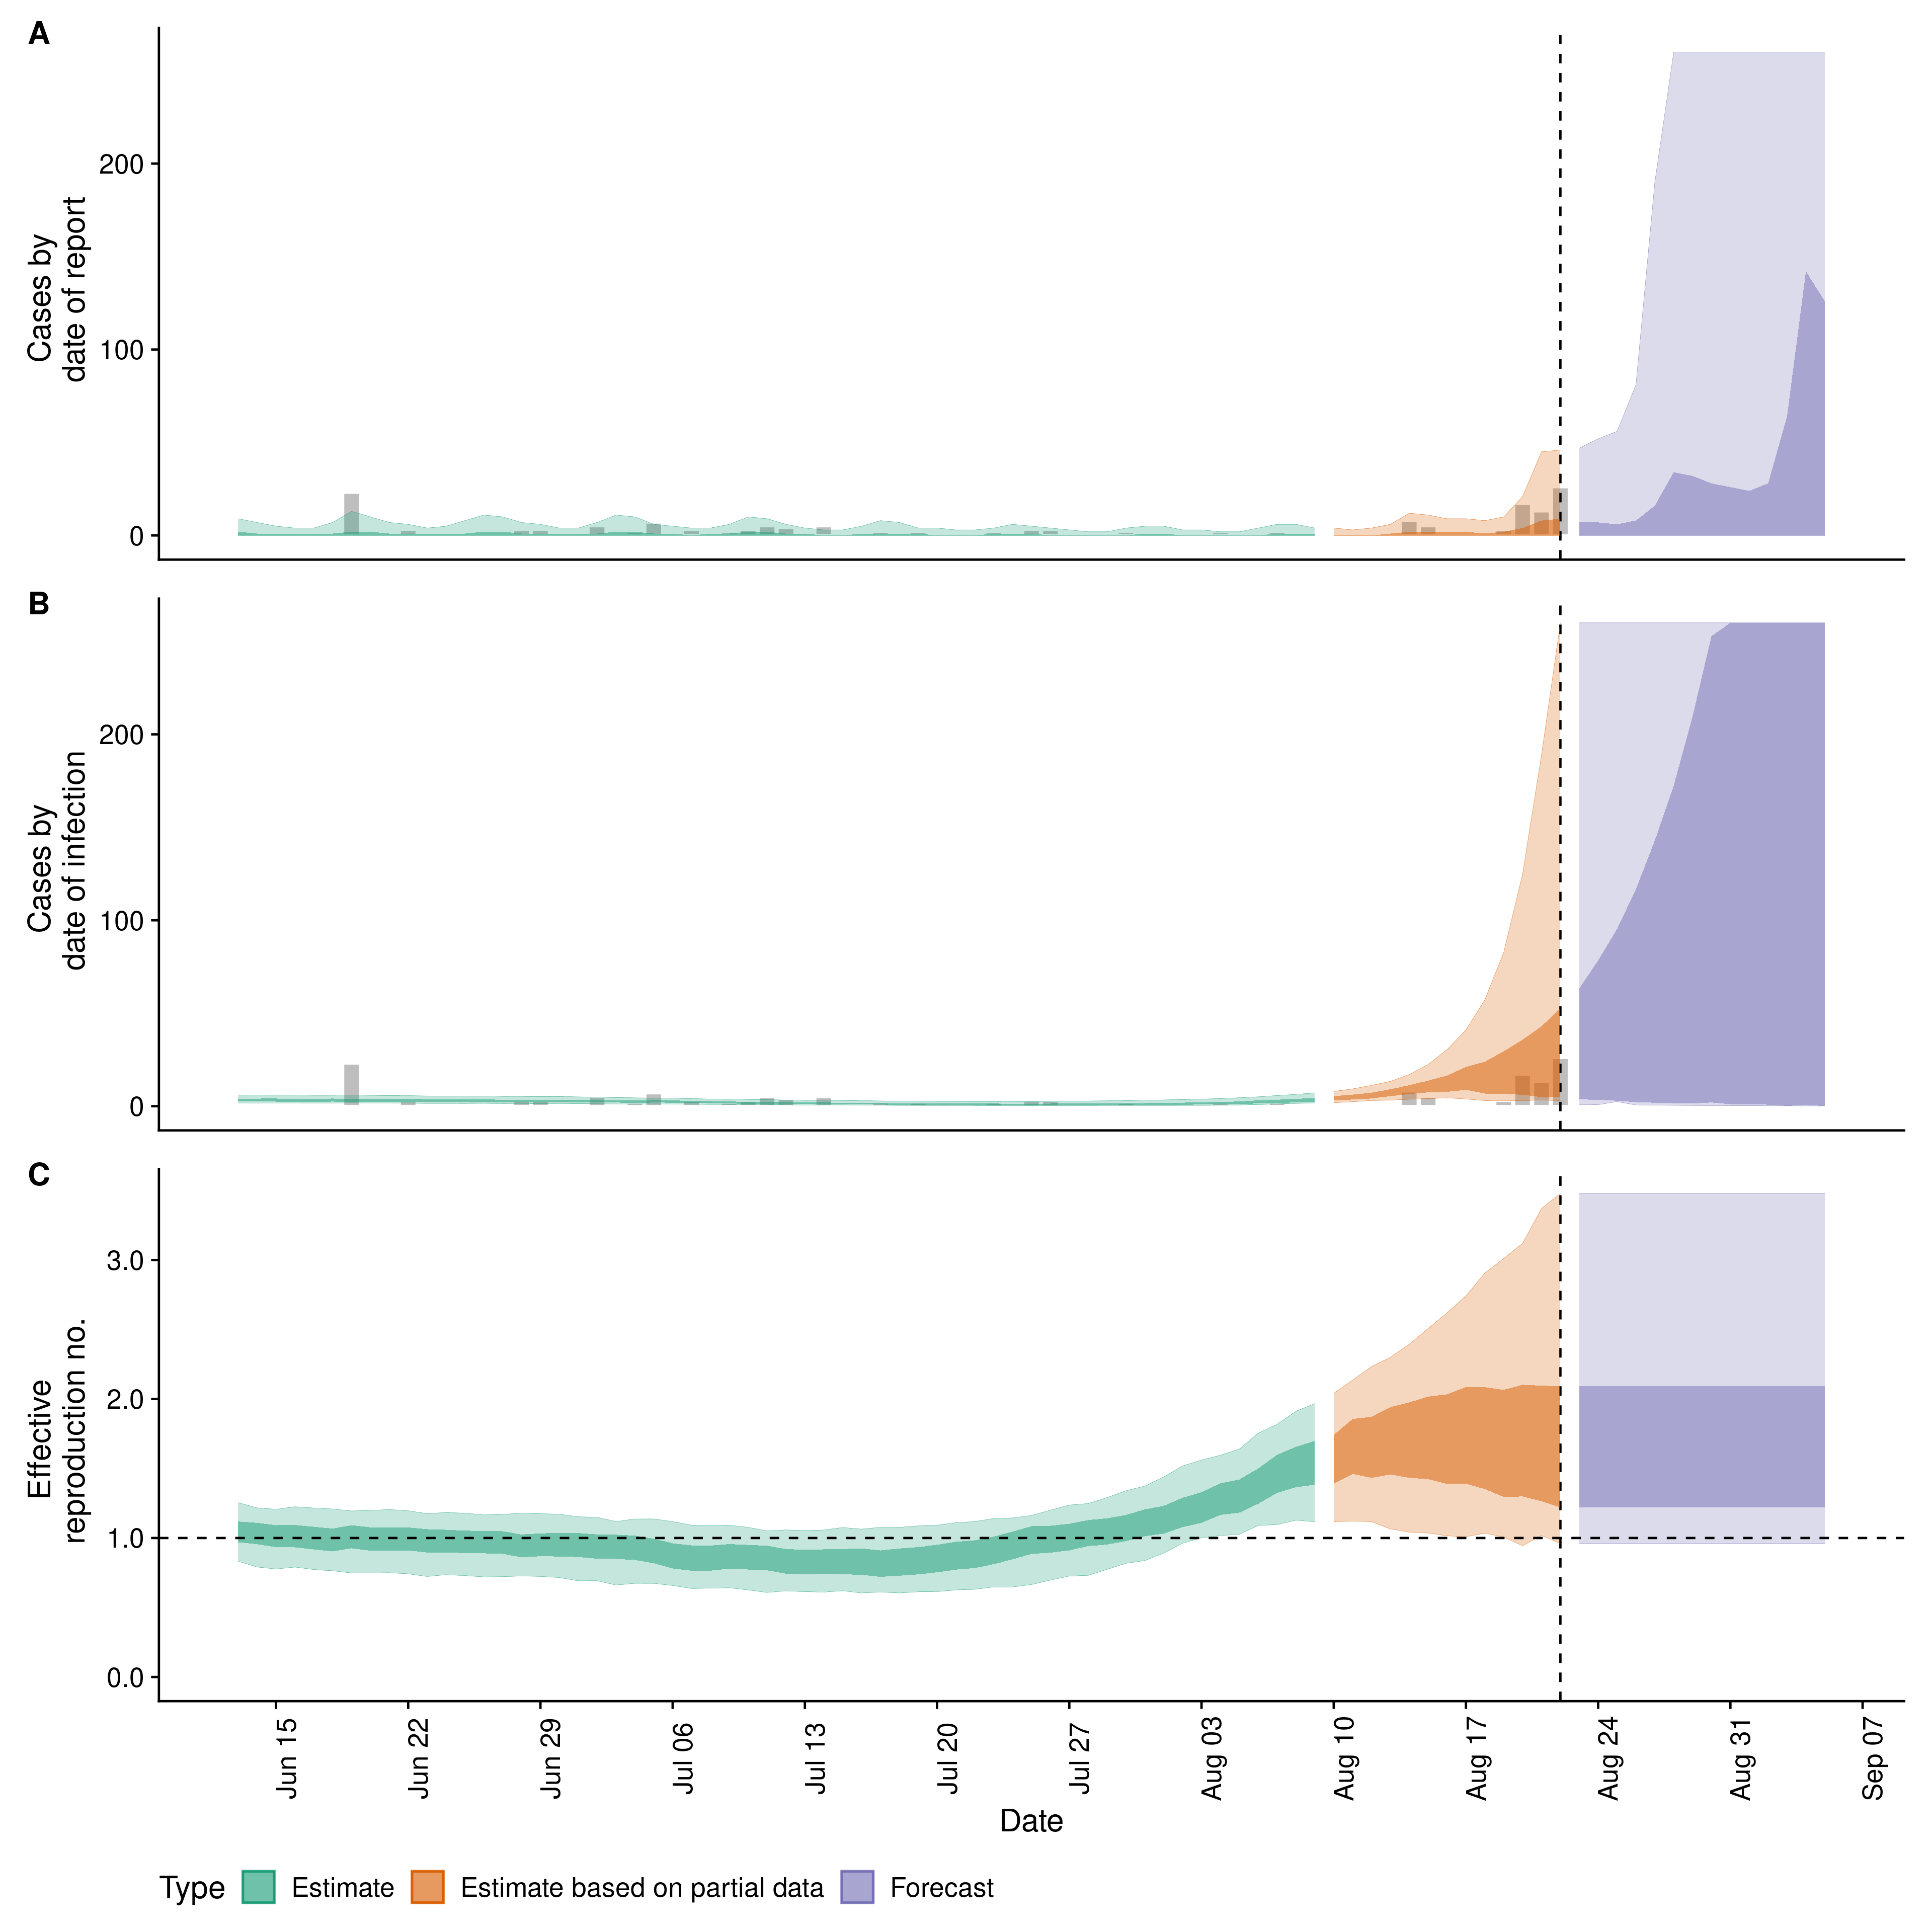 A
Cases by
date of report
200
100
0
B
Cases by
date of infection
200
100
0
C
Effective
reproduction no.
3.0
2.0
1.0
0.0
Jun 15
Jun 22
Jun 29
Jul 06
Jul 13
Jul 20
Jul 27
Aug 03
Aug 10
Aug 17
Aug 24
Aug 31
Sep 07
Date
Type Estimate Estimate based on partial data Forecast